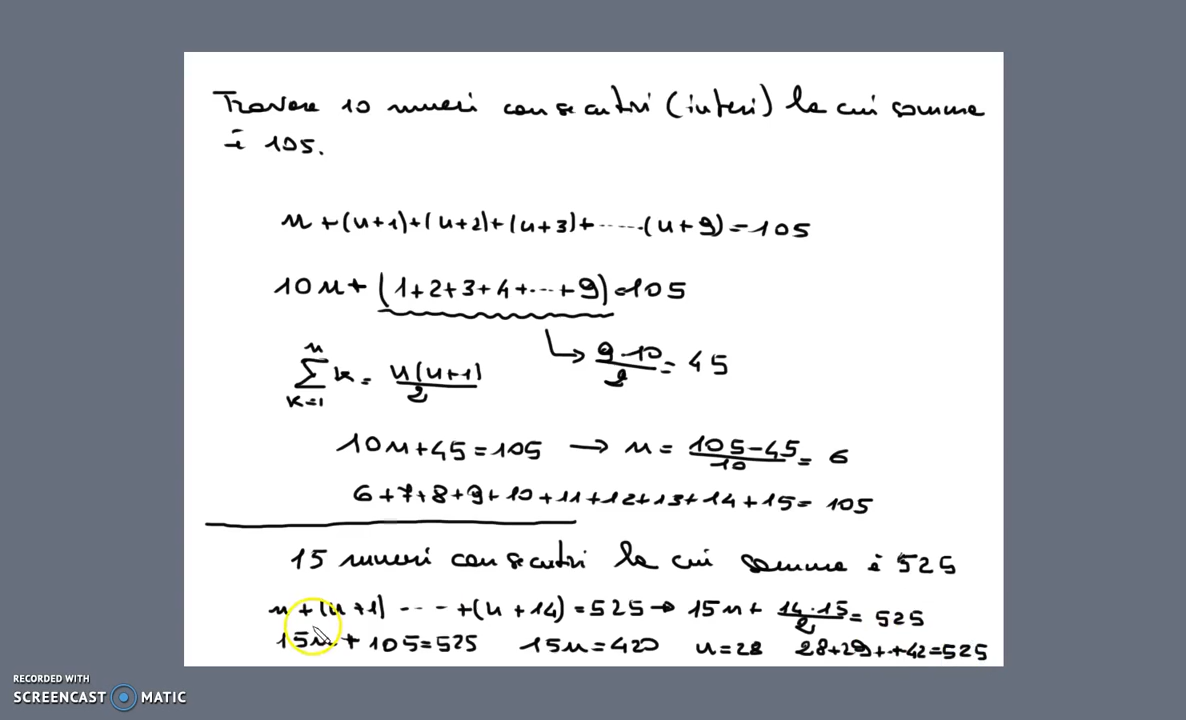 Trovare 10 numeri consecutivi (interi) la cui somma
è 105.
n+(n+1)+(n+2)+(n+3)+......(n+9)=105
10n+(1+2+3+4+...+9)=105
∑ⁿₖ₌₁ k = n(n+1)/2 ↳ 9·10/2 = 45
10n+45=105 → n = 105-45/10 = 6
6+7+8+9+10+11+12+13+14+15=105
15 numeri consecutivi la cui somma è 525
n+(n+1) ---- +(n+14)=525→ 15n+ 14·15/2 = 525
15n+105=525 15n=420 n=28 28+29+..+42=525
RECORDED WITH
SCREENCAST MATIC